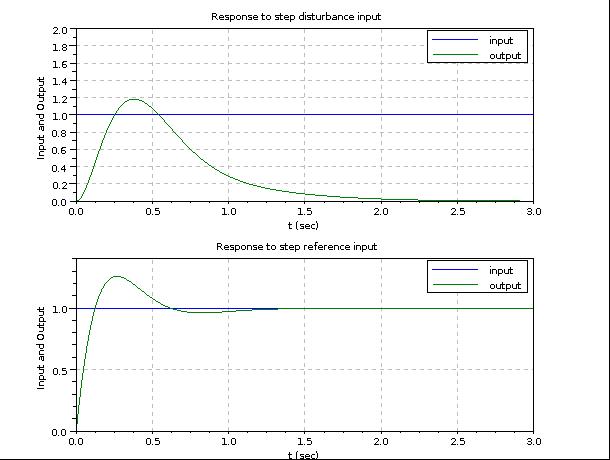 Response to step disturbance input
2.0
1.8
1.6
1.4
1.2
1.0
0.8
0.6
0.4
0.2
0.0
Input and Output
input
output
0.0 0.5 1.0 1.5 2.0 2.5 3.0
t (sec)
Response to step reference input
1.0
0.5
0.0
Input and Output
input
output
0.0 0.5 1.0 1.5 2.0 2.5 3.0
t (sec)